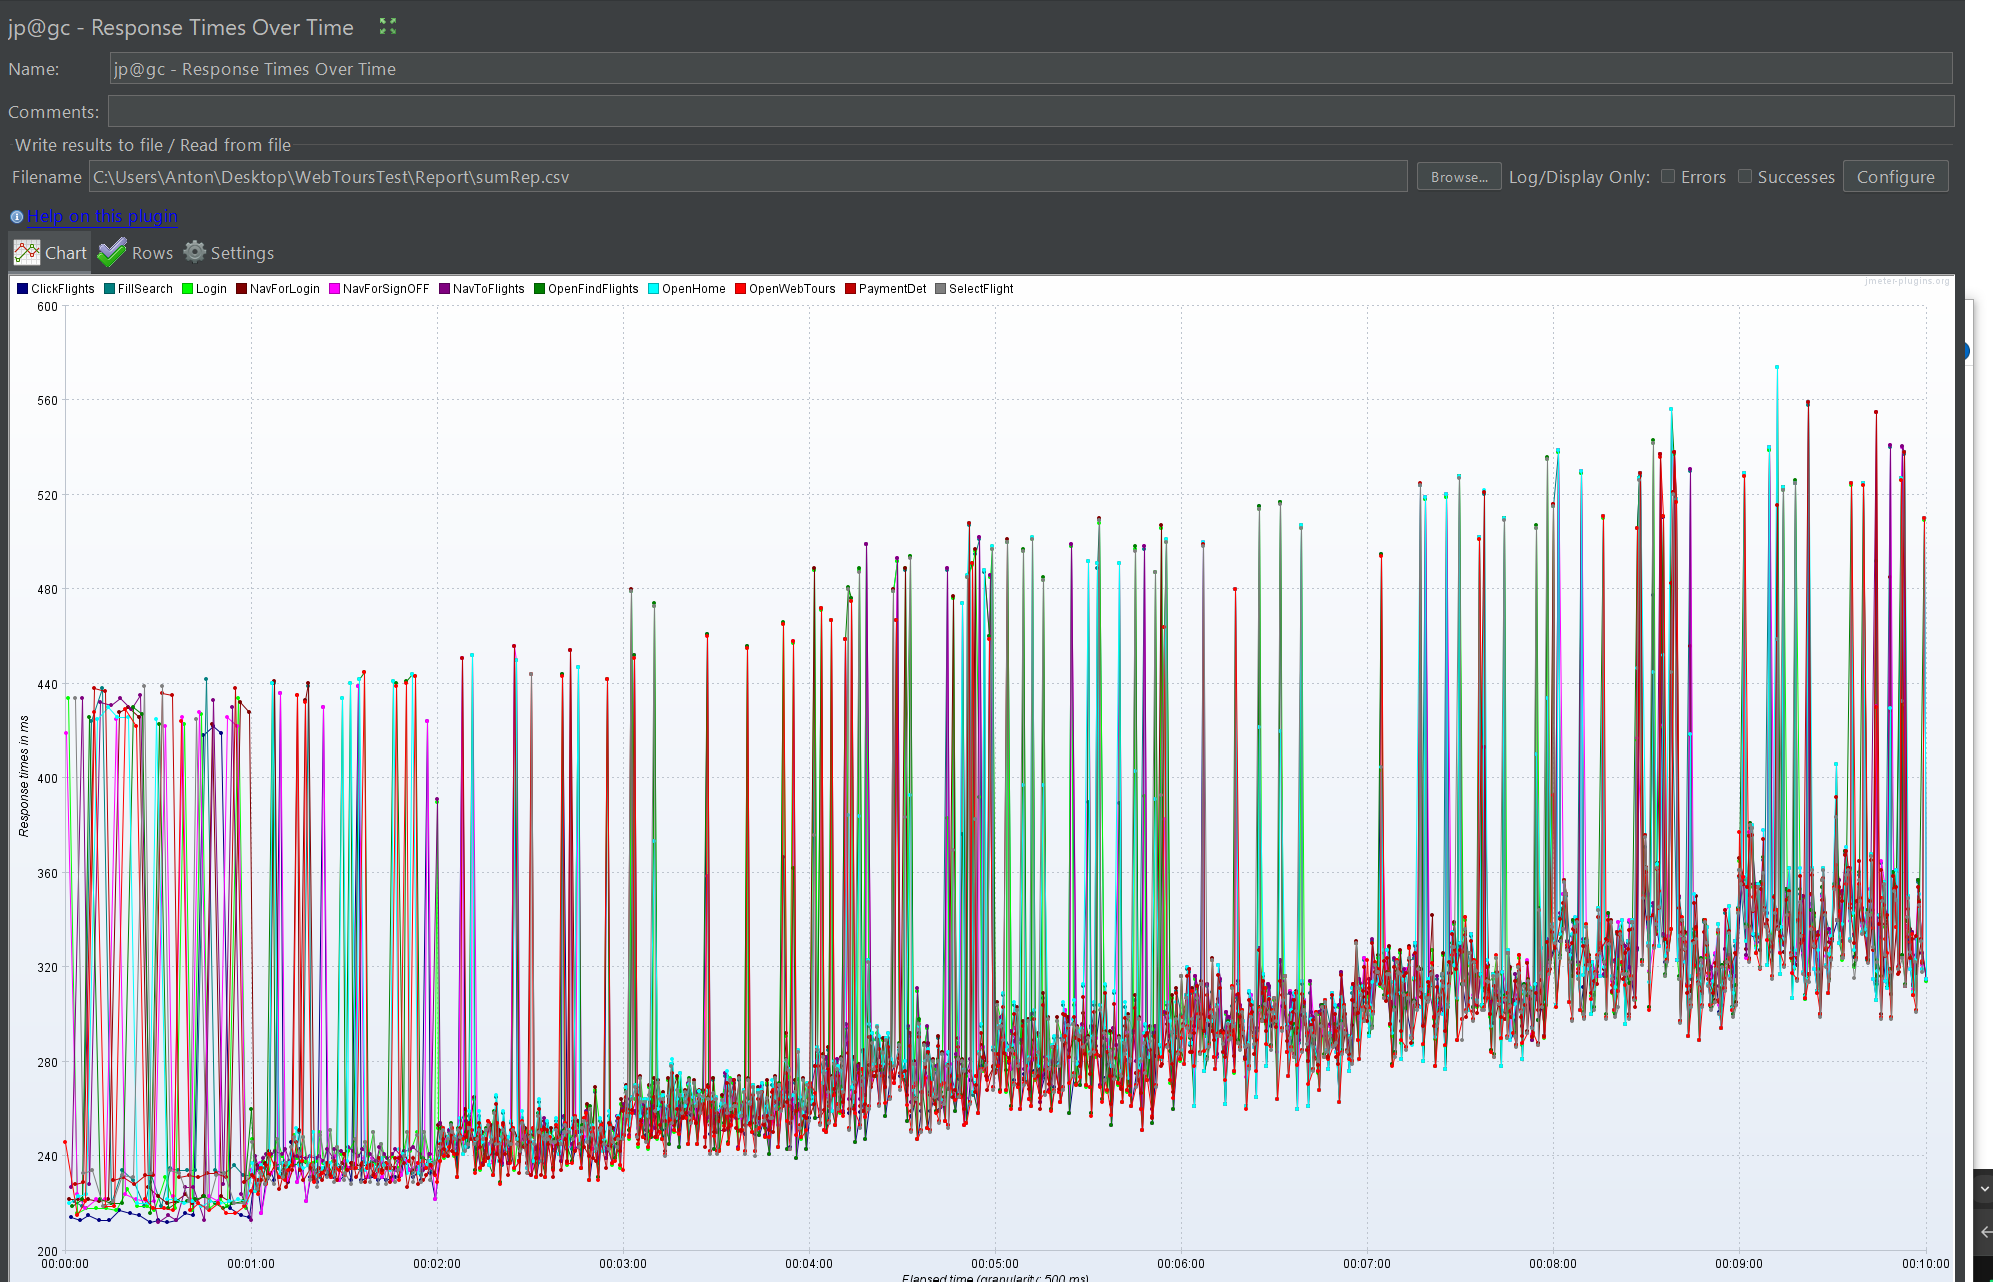 jp@gc - Response Times Over Time
Name: jp@gc - Response Times Over Time
Comments:
Write results to file / Read from file
Filename C:\Users\Anton\Desktop\WebToursTest\Report\sumRep.csv Browse... Log/Display Only: Errors Successes Configure
Help on this plugin
Chart Rows Settings
jmeter-plugins.org
ClickFlights FillSearch Login NavForLogin NavForSignOFF NavToFlights OpenFindFlights OpenHome OpenWebTours PaymentDet SelectFlight
600
560
520
480
440
400
360
320
280
240
200
Response times in ms
00:00:00 00:01:00 00:02:00 00:03:00 00:04:00 00:05:00 00:06:00 00:07:00 00:08:00 00:09:00 00:10:00
Elapsed time (granularity: 500 ms)